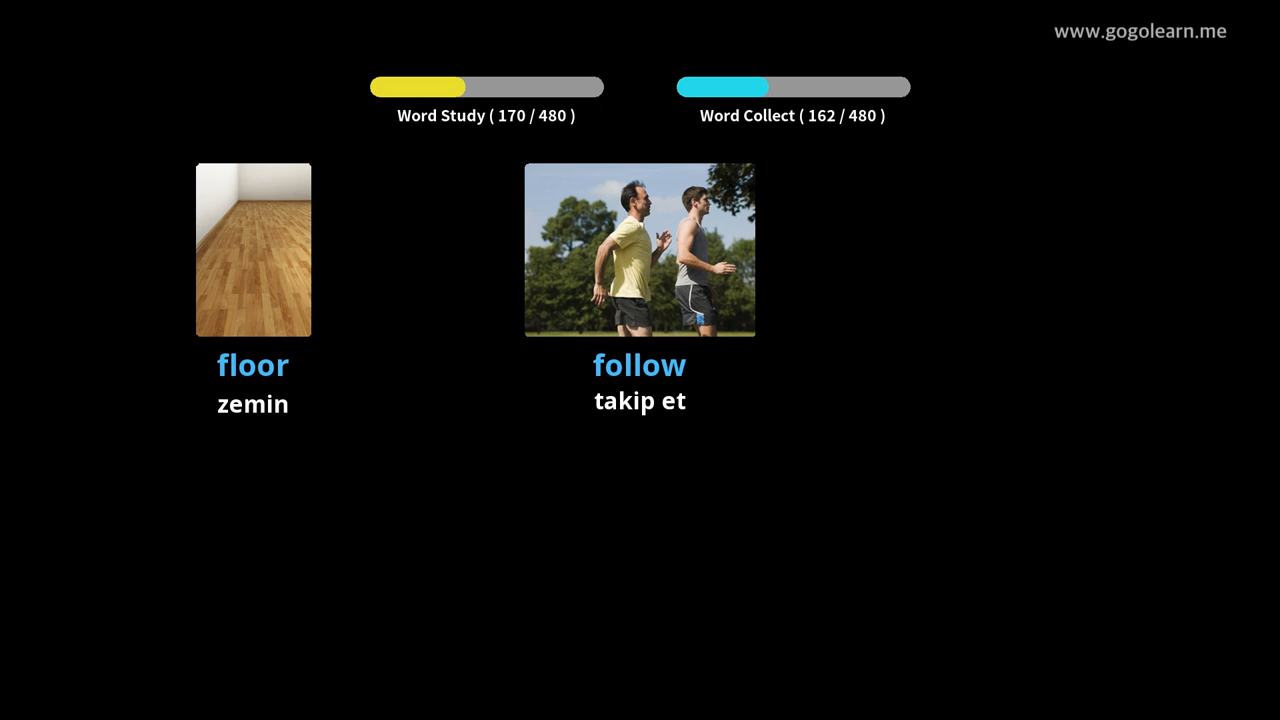 www.gogolearn.me
Word Study ( 170 / 480 )
Word Collect ( 162 / 480 )
floor
zemin
follow
takip et